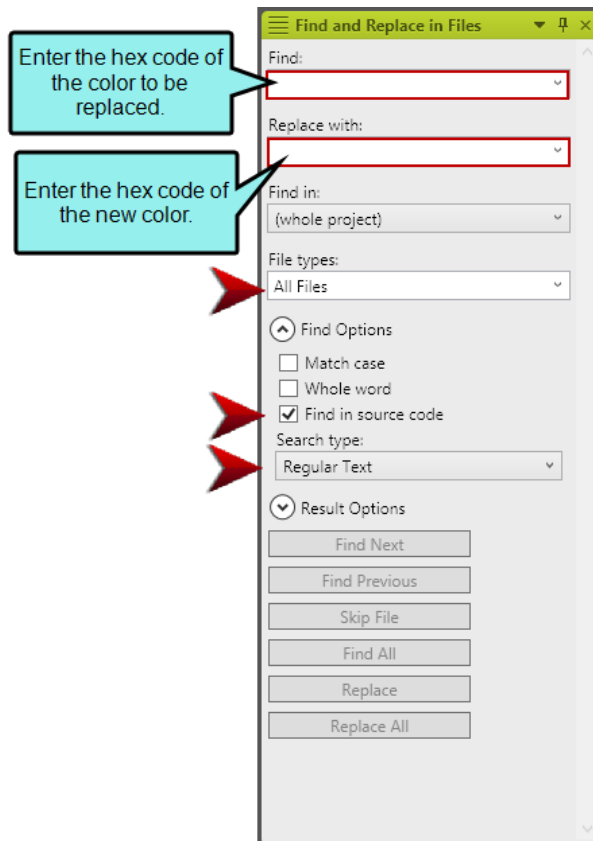 Find and Replace in Files
Enter the hex code of
the color to be
replaced.
Find:
Replace with:
Enter the hex code of
the new color.
Find in:
(whole project)
File types:
All Files
Find Options
Match case
Whole word
Find in source code
Search type:
Regular Text
Result Options
Find Next
Find Previous
Skip File
Find All
Replace
Replace All